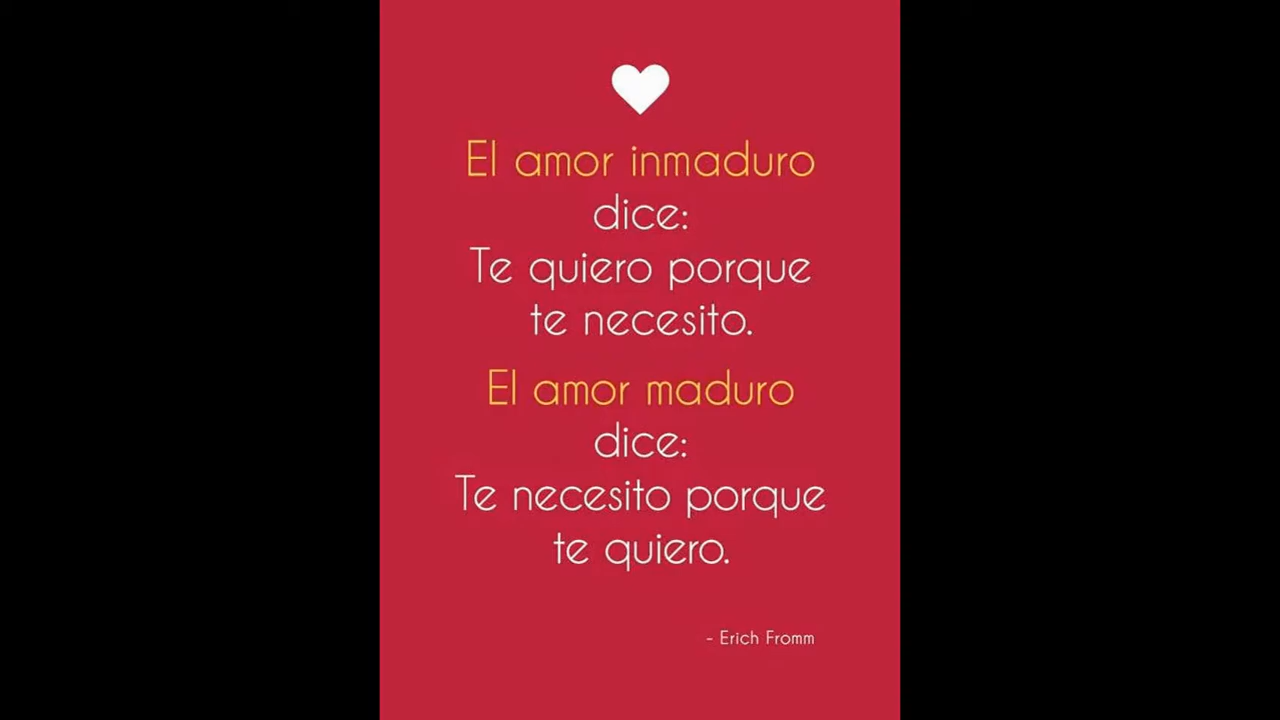 El amor inmaduro
dice:
Te quiero porque
te necesito.
El amor maduro
dice:
Te necesito porque
te quiero.
- Erich Fromm